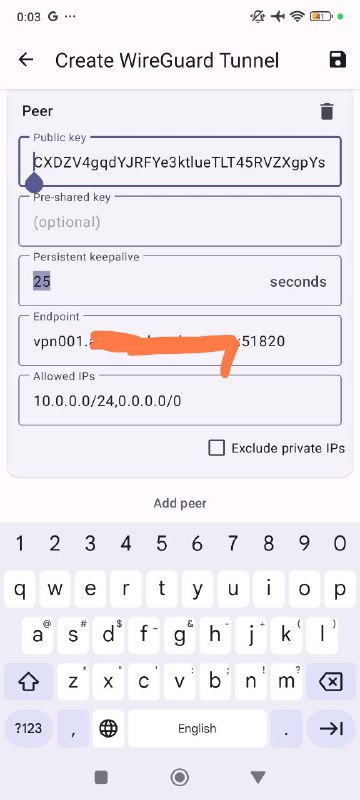 0:03 G
41
Create WireGuard Tunnel
Peer
Public key
CXDZV4gqdYJRFYe3ktlueTLT45RVZXgpYs
Pre-shared key
(optional)
Persistent keepalive
25 seconds
Endpoint
vpn001. :51820
Allowed IPs
10.0.0.0/24,0.0.0.0/0
Exclude private IPs
Add peer
1 2 3 4 5 6 7 8 9 0
q w e r t y u i o p
a@ s# d$ f- g& h- j+ k( l)
z* x" c' v: b; n! m?
?123 , English .